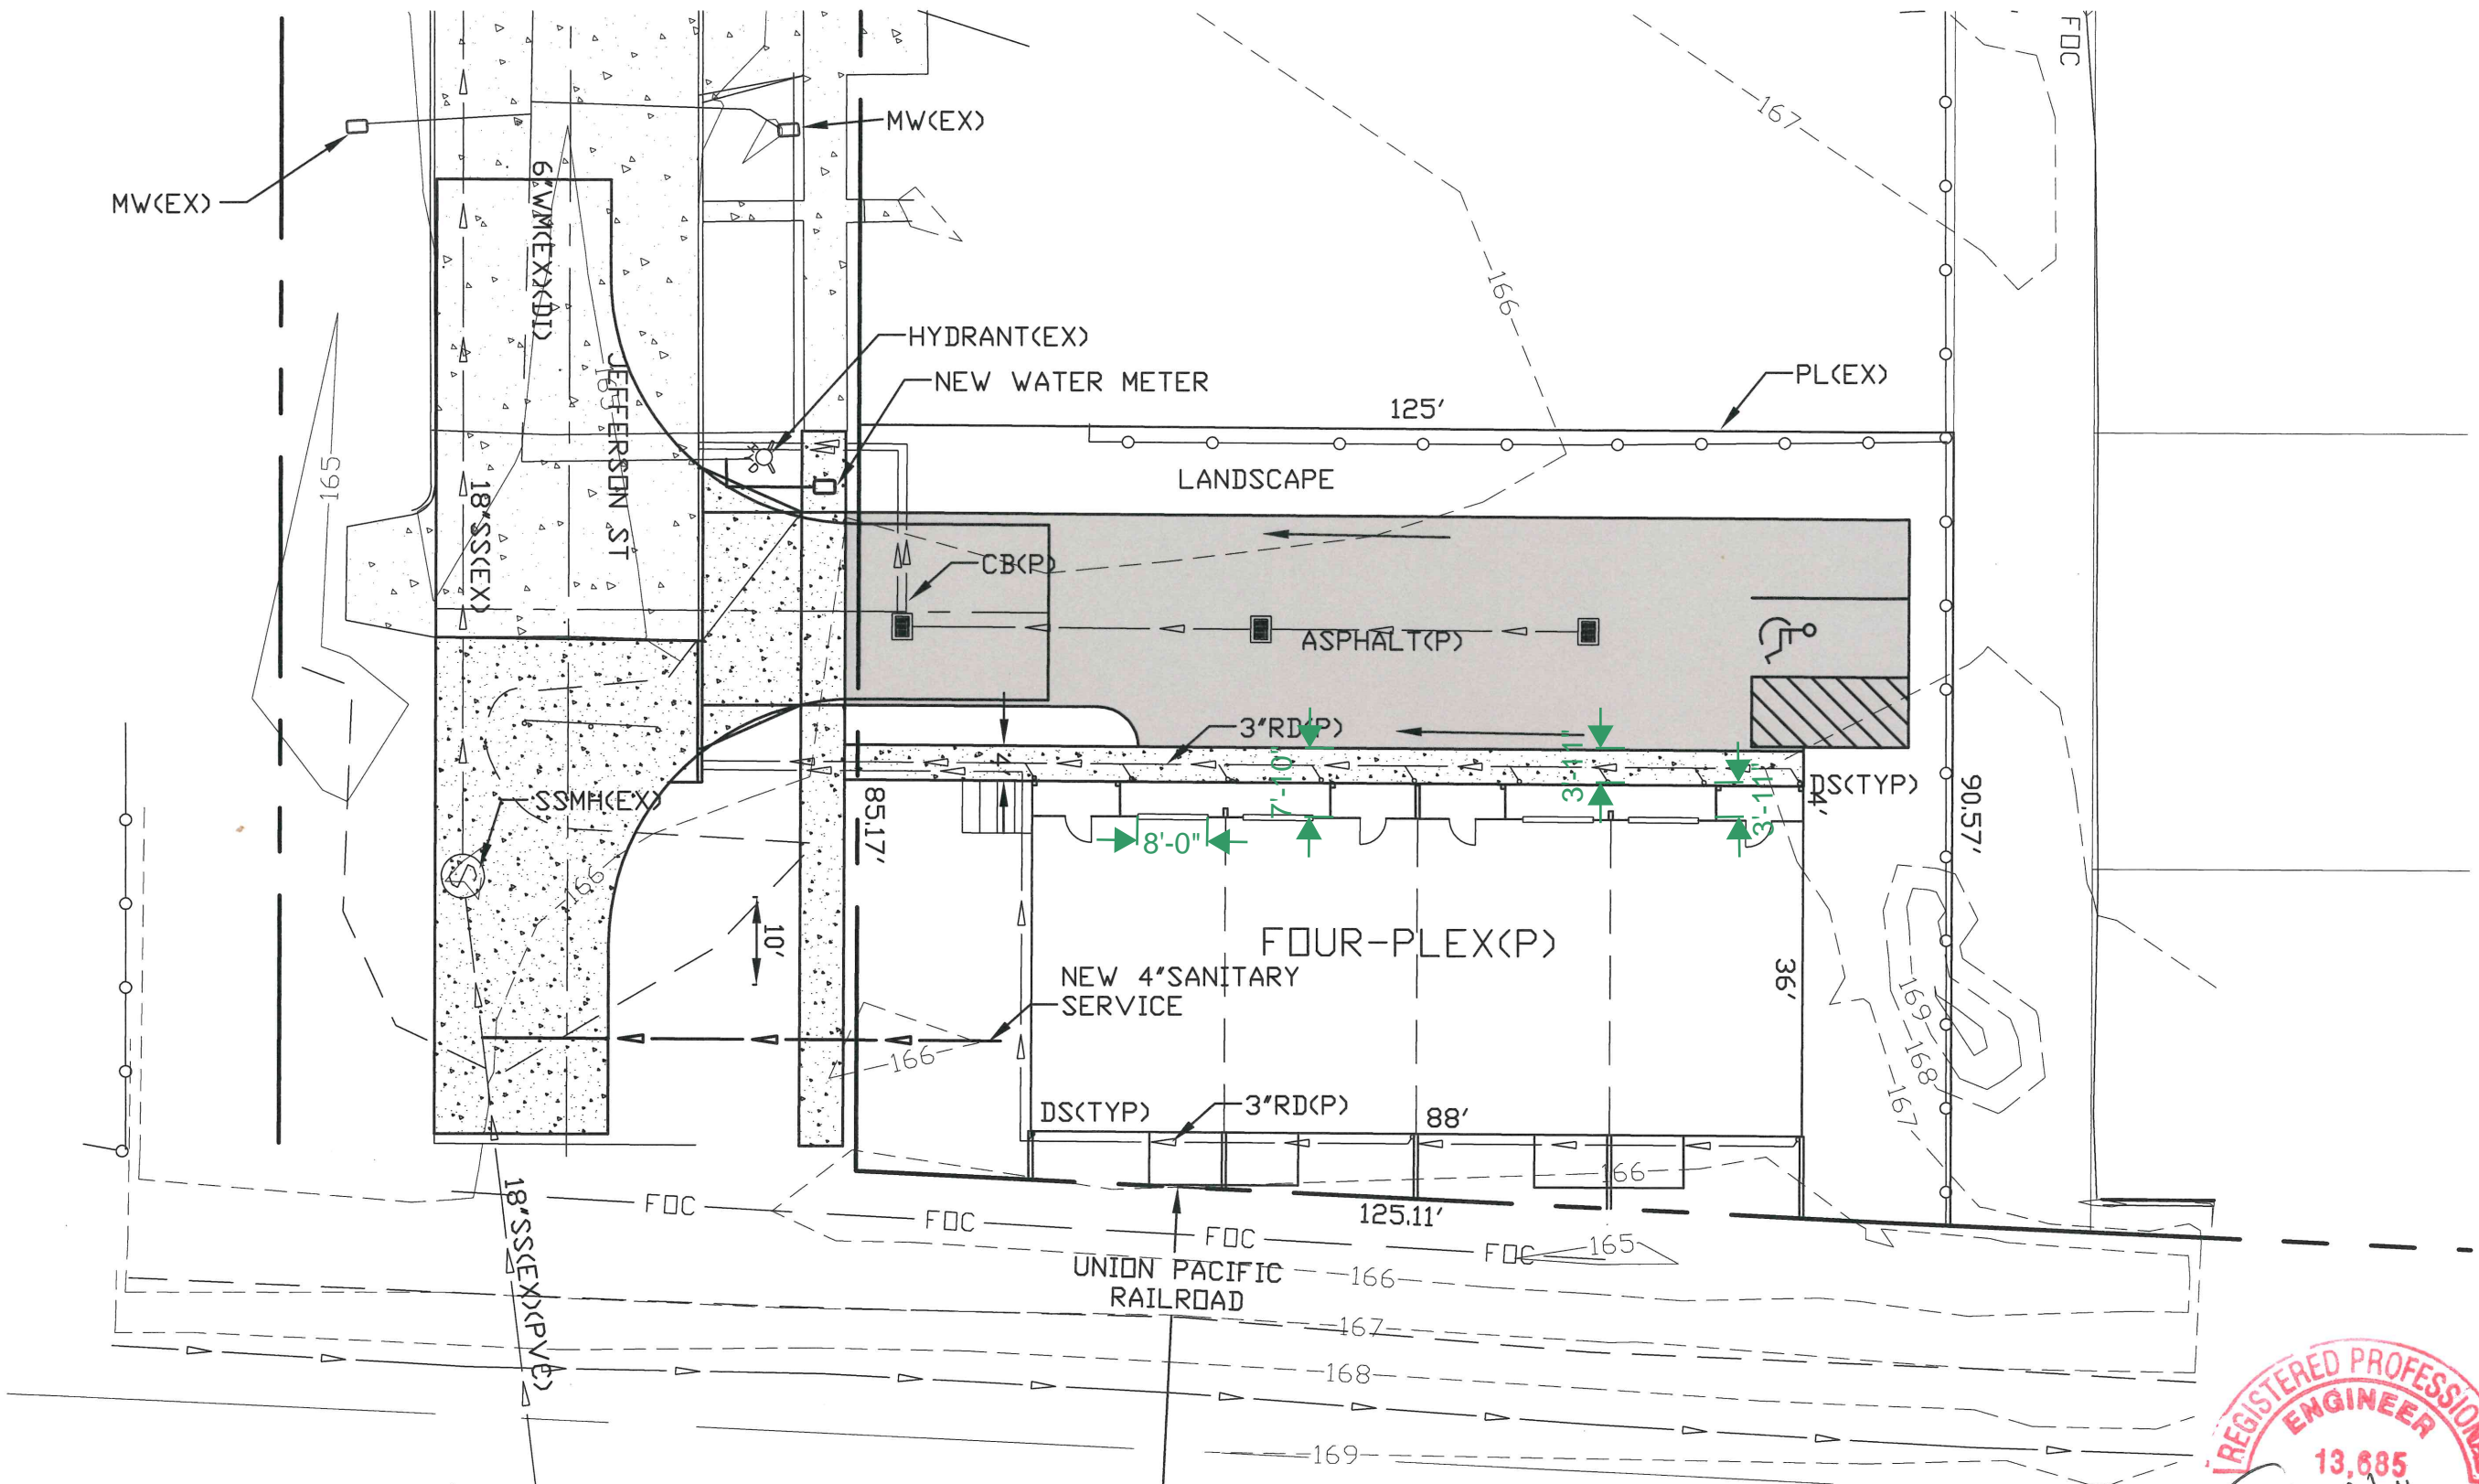 FOC
167
MW(EX)
MW(EX)
6"WM(EX)(DI)
166
165
HYDRANT(EX)
JEFFERSON ST
NEW WATER METER
PL(EX)
125'
165
18"SS(EX)
LANDSCAPE
CB(P)
ASPHALT(P)
3"RD(P)
4'
7'-10"
3'-11"
3'-11"
DS(TYP)
4'
SSMH(EX)
85.17'
8'-0"
90.57'
S
166
10'
FOUR-PLEX(P)
NEW 4"SANITARY
SERVICE
36'
169
168
166
167
DS(TYP)
3"RD(P)
88'
166
18"SS(EX)(PVC)
FOC
FOC
FOC
FOC
125.11'
165
UNION PACIFIC
RAILROAD
166
167
168
169
REGISTERED PROFESSIONAL
ENGINEER
13,685